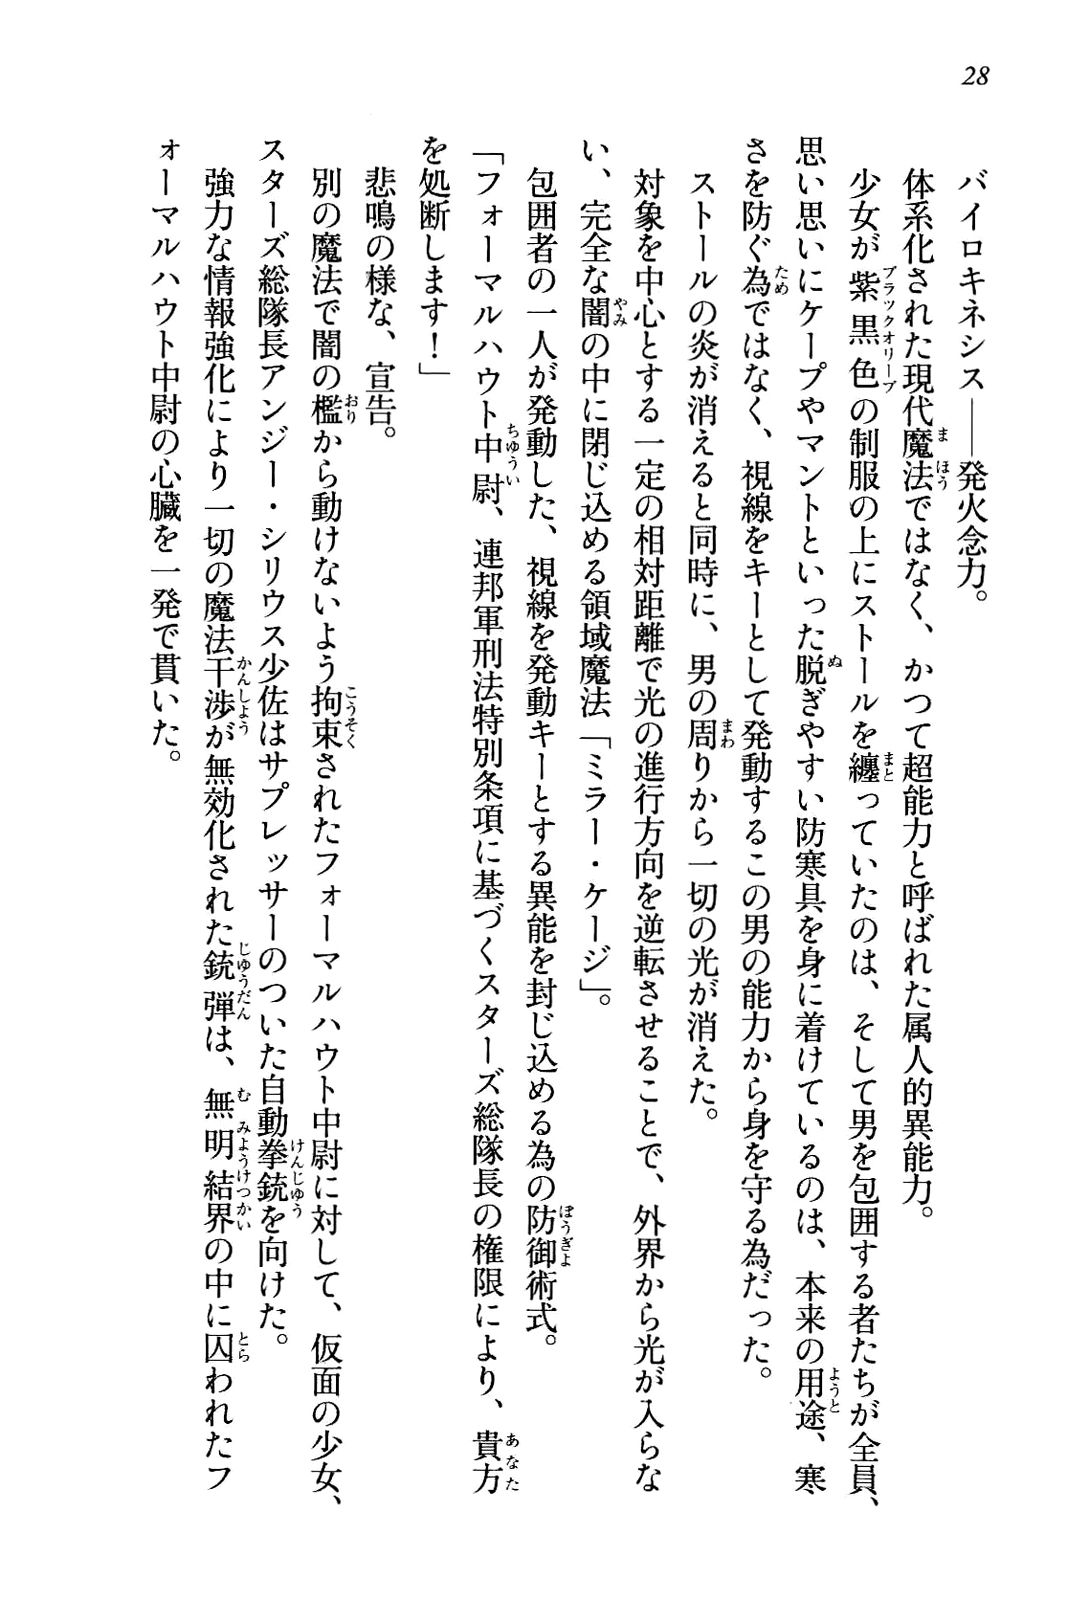 28
バイロキネシス――発火念力。
体系化された現代魔法ではなく、かつて超能力と呼ばれた属人的異能力。
少女が紫黒色の制服の上にストールを纏っていたのは、そして男を包囲する者たちが全員、
思い思いにケープやマントといった脱ぎやすい防寒具を身に着けているのは、本来の用途、寒
さを防ぐ為ではなく、視線をキーとして発動するこの男の能力から身を守る為だった。
ストールの炎が消えると同時に、男の周りから一切の光が消えた。
対象を中心とする一定の相対距離で光の進行方向を逆転させることで、外界から光が入らな
い、完全な闇の中に閉じ込める領域魔法「ミラー・ケージ」。
包囲者の一人が発動した、視線を発動キーとする異能を封じ込める為の防御術式。
「フォーマルハウト中尉、連邦軍刑法特別条項に基づくスターズ総隊長の権限により、貴方
を処断します！」
悲鳴の様な、宣告。
別の魔法で闇の檻から動けないよう拘束されたフォーマルハウト中尉に対して、仮面の少女、
スターズ総隊長アンジー・シリウス少佐はサプレッサーのついた自動拳銃を向けた。
強力な情報強化により一切の魔法干渉が無効化された銃弾は、無明結界の中に囚われたフ
ォーマルハウト中尉の心臓を一発で貫いた。